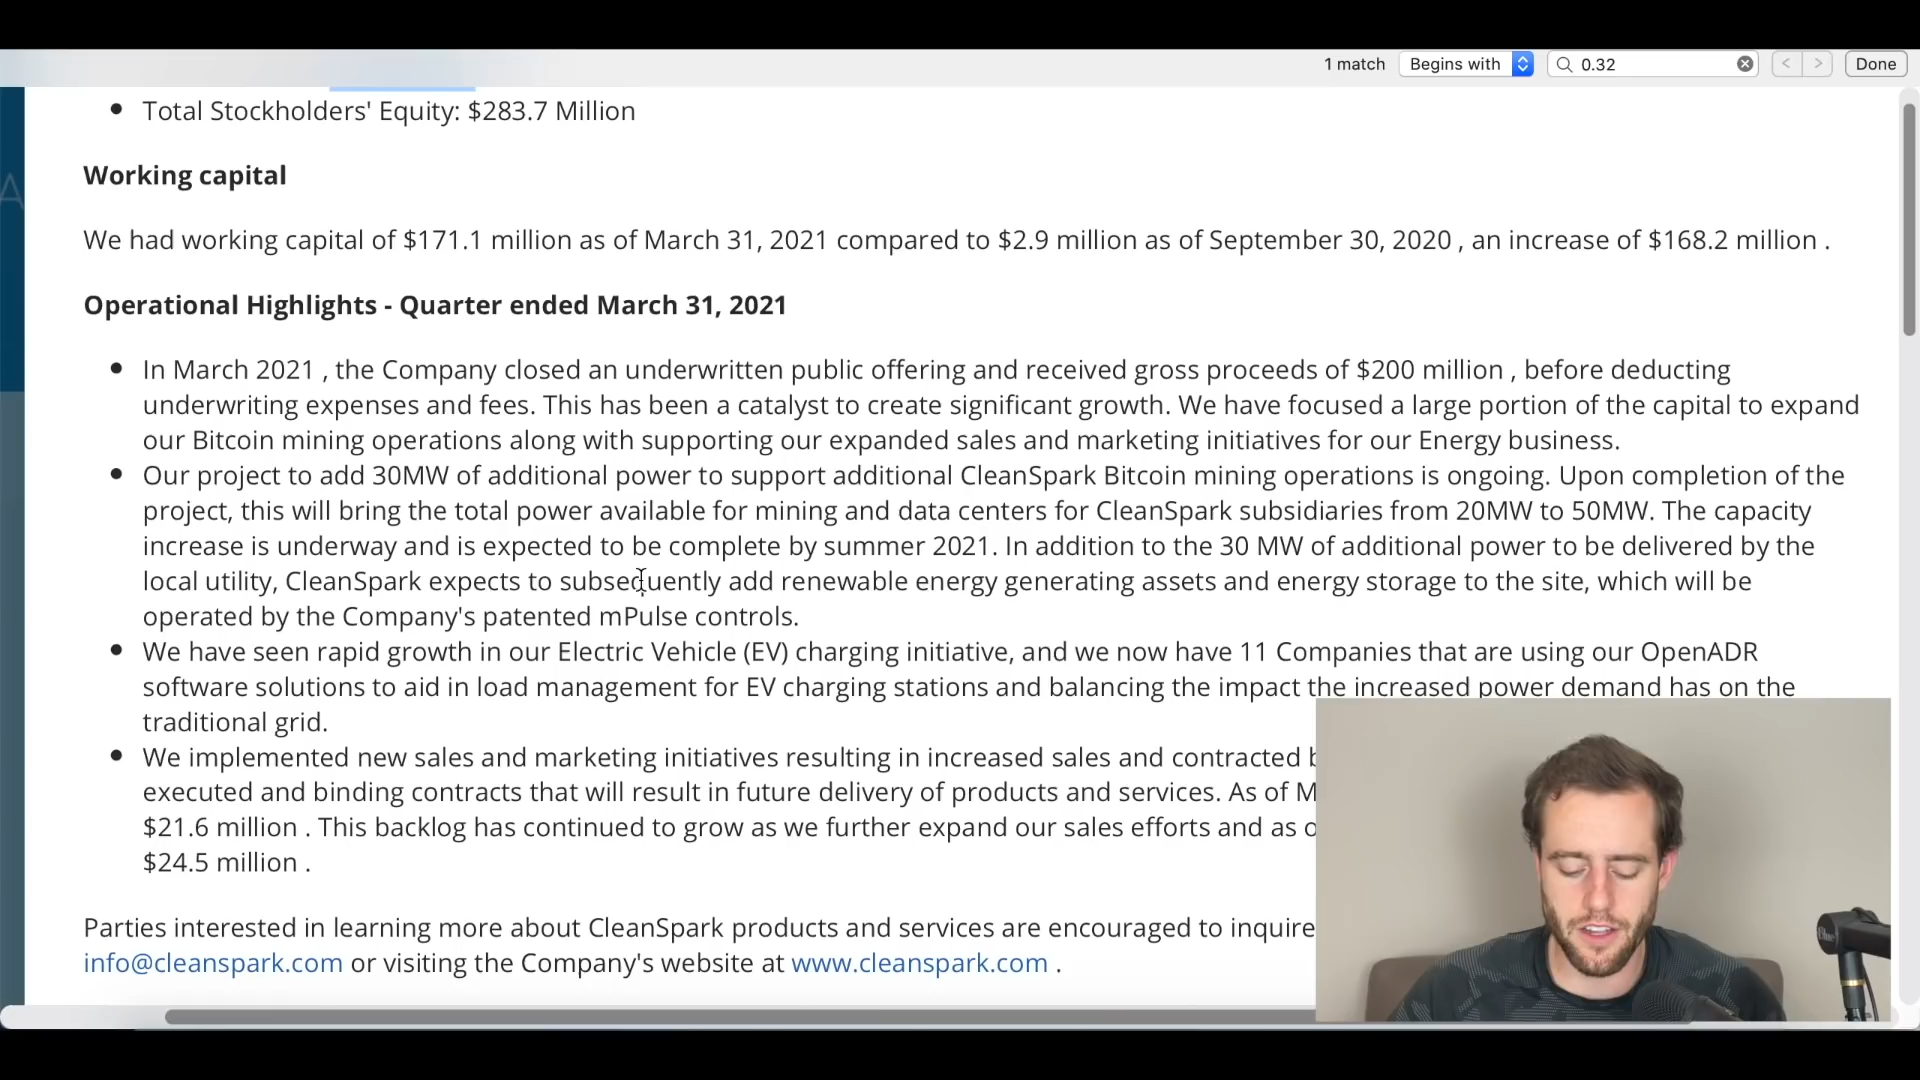 1 match Begins with 0.32 Done
Total Stockholders' Equity: $283.7 Million
Working capital
We had working capital of $171.1 million as of March 31, 2021 compared to $2.9 million as of September 30, 2020 , an increase of $168.2 million .
Operational Highlights - Quarter ended March 31, 2021
In March 2021 , the Company closed an underwritten public offering and received gross proceeds of $200 million , before deducting
underwriting expenses and fees. This has been a catalyst to create significant growth. We have focused a large portion of the capital to expand
our Bitcoin mining operations along with supporting our expanded sales and marketing initiatives for our Energy business.
Our project to add 30MW of additional power to support additional CleanSpark Bitcoin mining operations is ongoing. Upon completion of the
project, this will bring the total power available for mining and data centers for CleanSpark subsidiaries from 20MW to 50MW. The capacity
increase is underway and is expected to be complete by summer 2021. In addition to the 30 MW of additional power to be delivered by the
local utility, CleanSpark expects to subsequently add renewable energy generating assets and energy storage to the site, which will be
operated by the Company's patented mPulse controls.
We have seen rapid growth in our Electric Vehicle (EV) charging initiative, and we now have 11 Companies that are using our OpenADR
software solutions to aid in load management for EV charging stations and balancing the impact the increased power demand has on the
traditional grid.
We implemented new sales and marketing initiatives resulting in increased sales and contracted
executed and binding contracts that will result in future delivery of products and services. As of
$21.6 million . This backlog has continued to grow as we further expand our sales efforts and as
$24.5 million .
Parties interested in learning more about CleanSpark products and services are encouraged to inquire
info@cleanspark.com or visiting the Company's website at www.cleanspark.com .